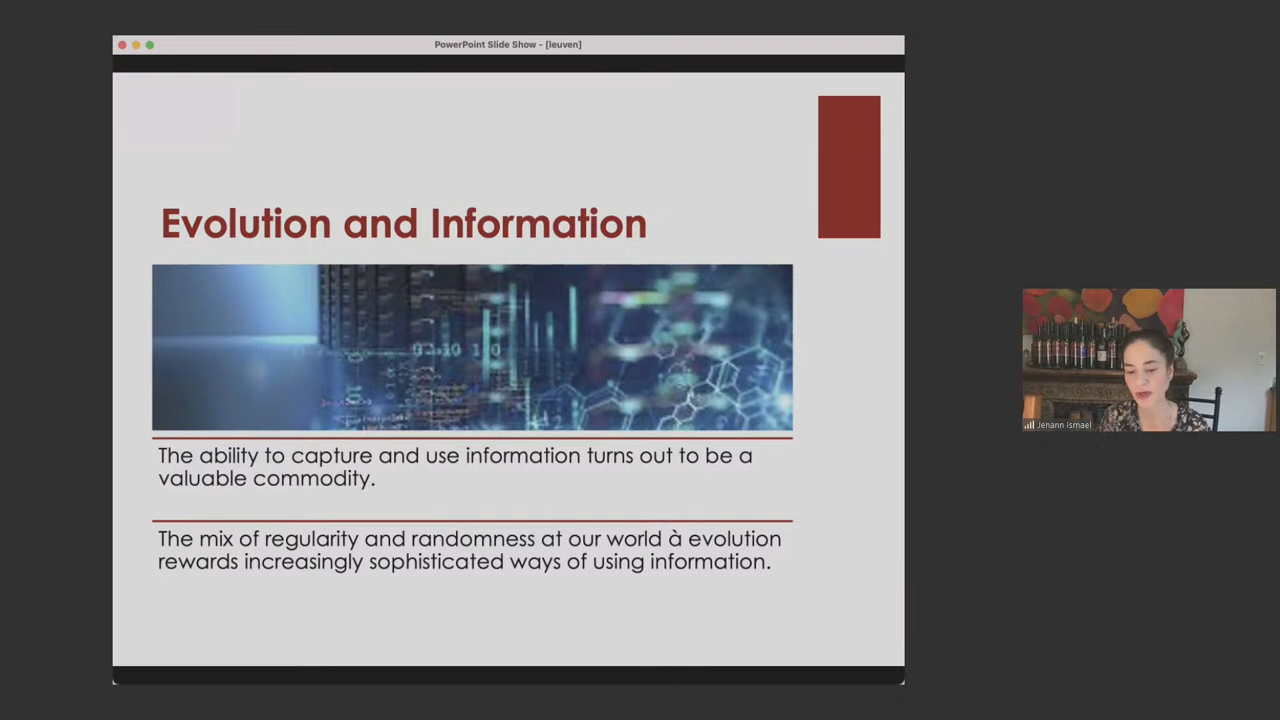 PowerPoint Slide Show - [leuven]
Evolution and Information
The ability to capture and use information turns out to be a
valuable commodity.
The mix of regularity and randomness at our world à evolution
rewards increasingly sophisticated ways of using information.
Jenann Ismael